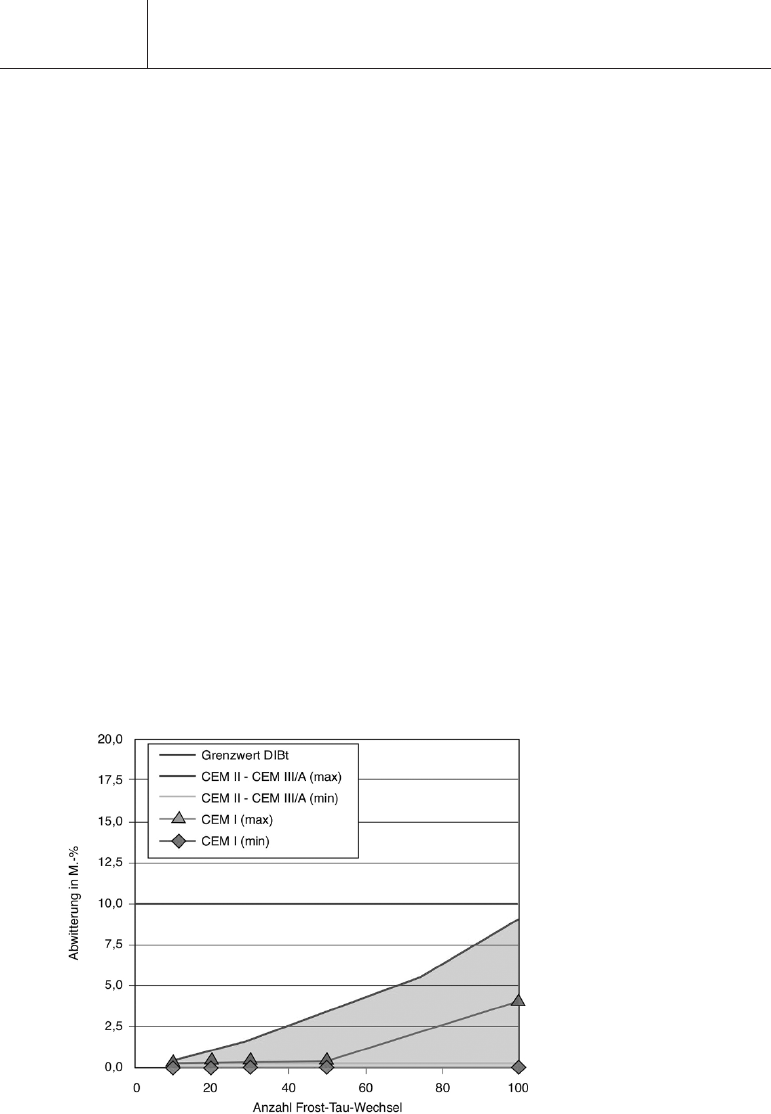 20,0
17,5
15,0
12,5
10,0
7,5
5,0
2,5
0,0
Abwitterung in M.-%
Grenzwert DIBt
CEM II - CEM III/A (max)
CEM II - CEM III/A (min)
CEM I (max)
CEM I (min)
0 20 40 60 80 100
Anzahl Frost-Tau-Wechsel